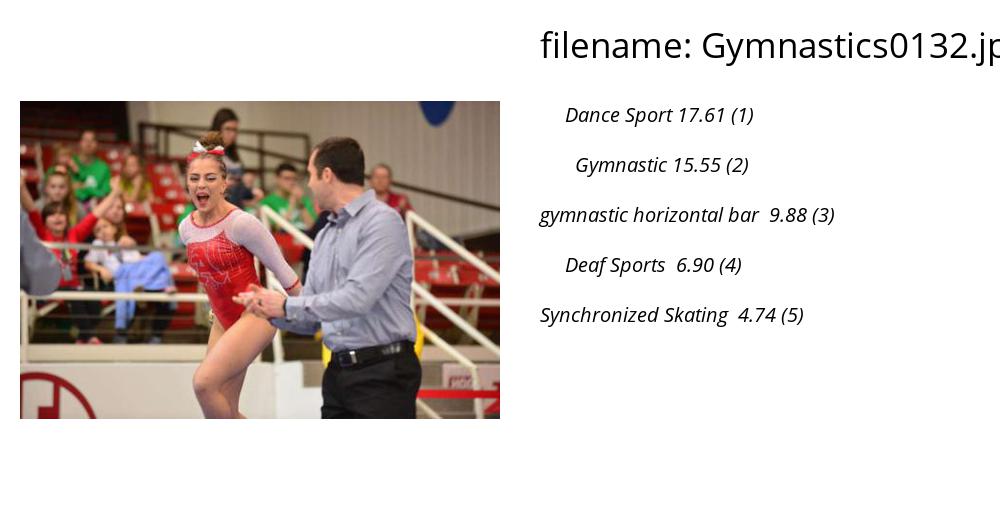 filename: Gymnastics0132.jp
Dance Sport 17.61 (1)
Gymnastic 15.55 (2)
gymnastic horizontal bar 9.88 (3)
Deaf Sports 6.90 (4)
Synchronized Skating 4.74 (5)